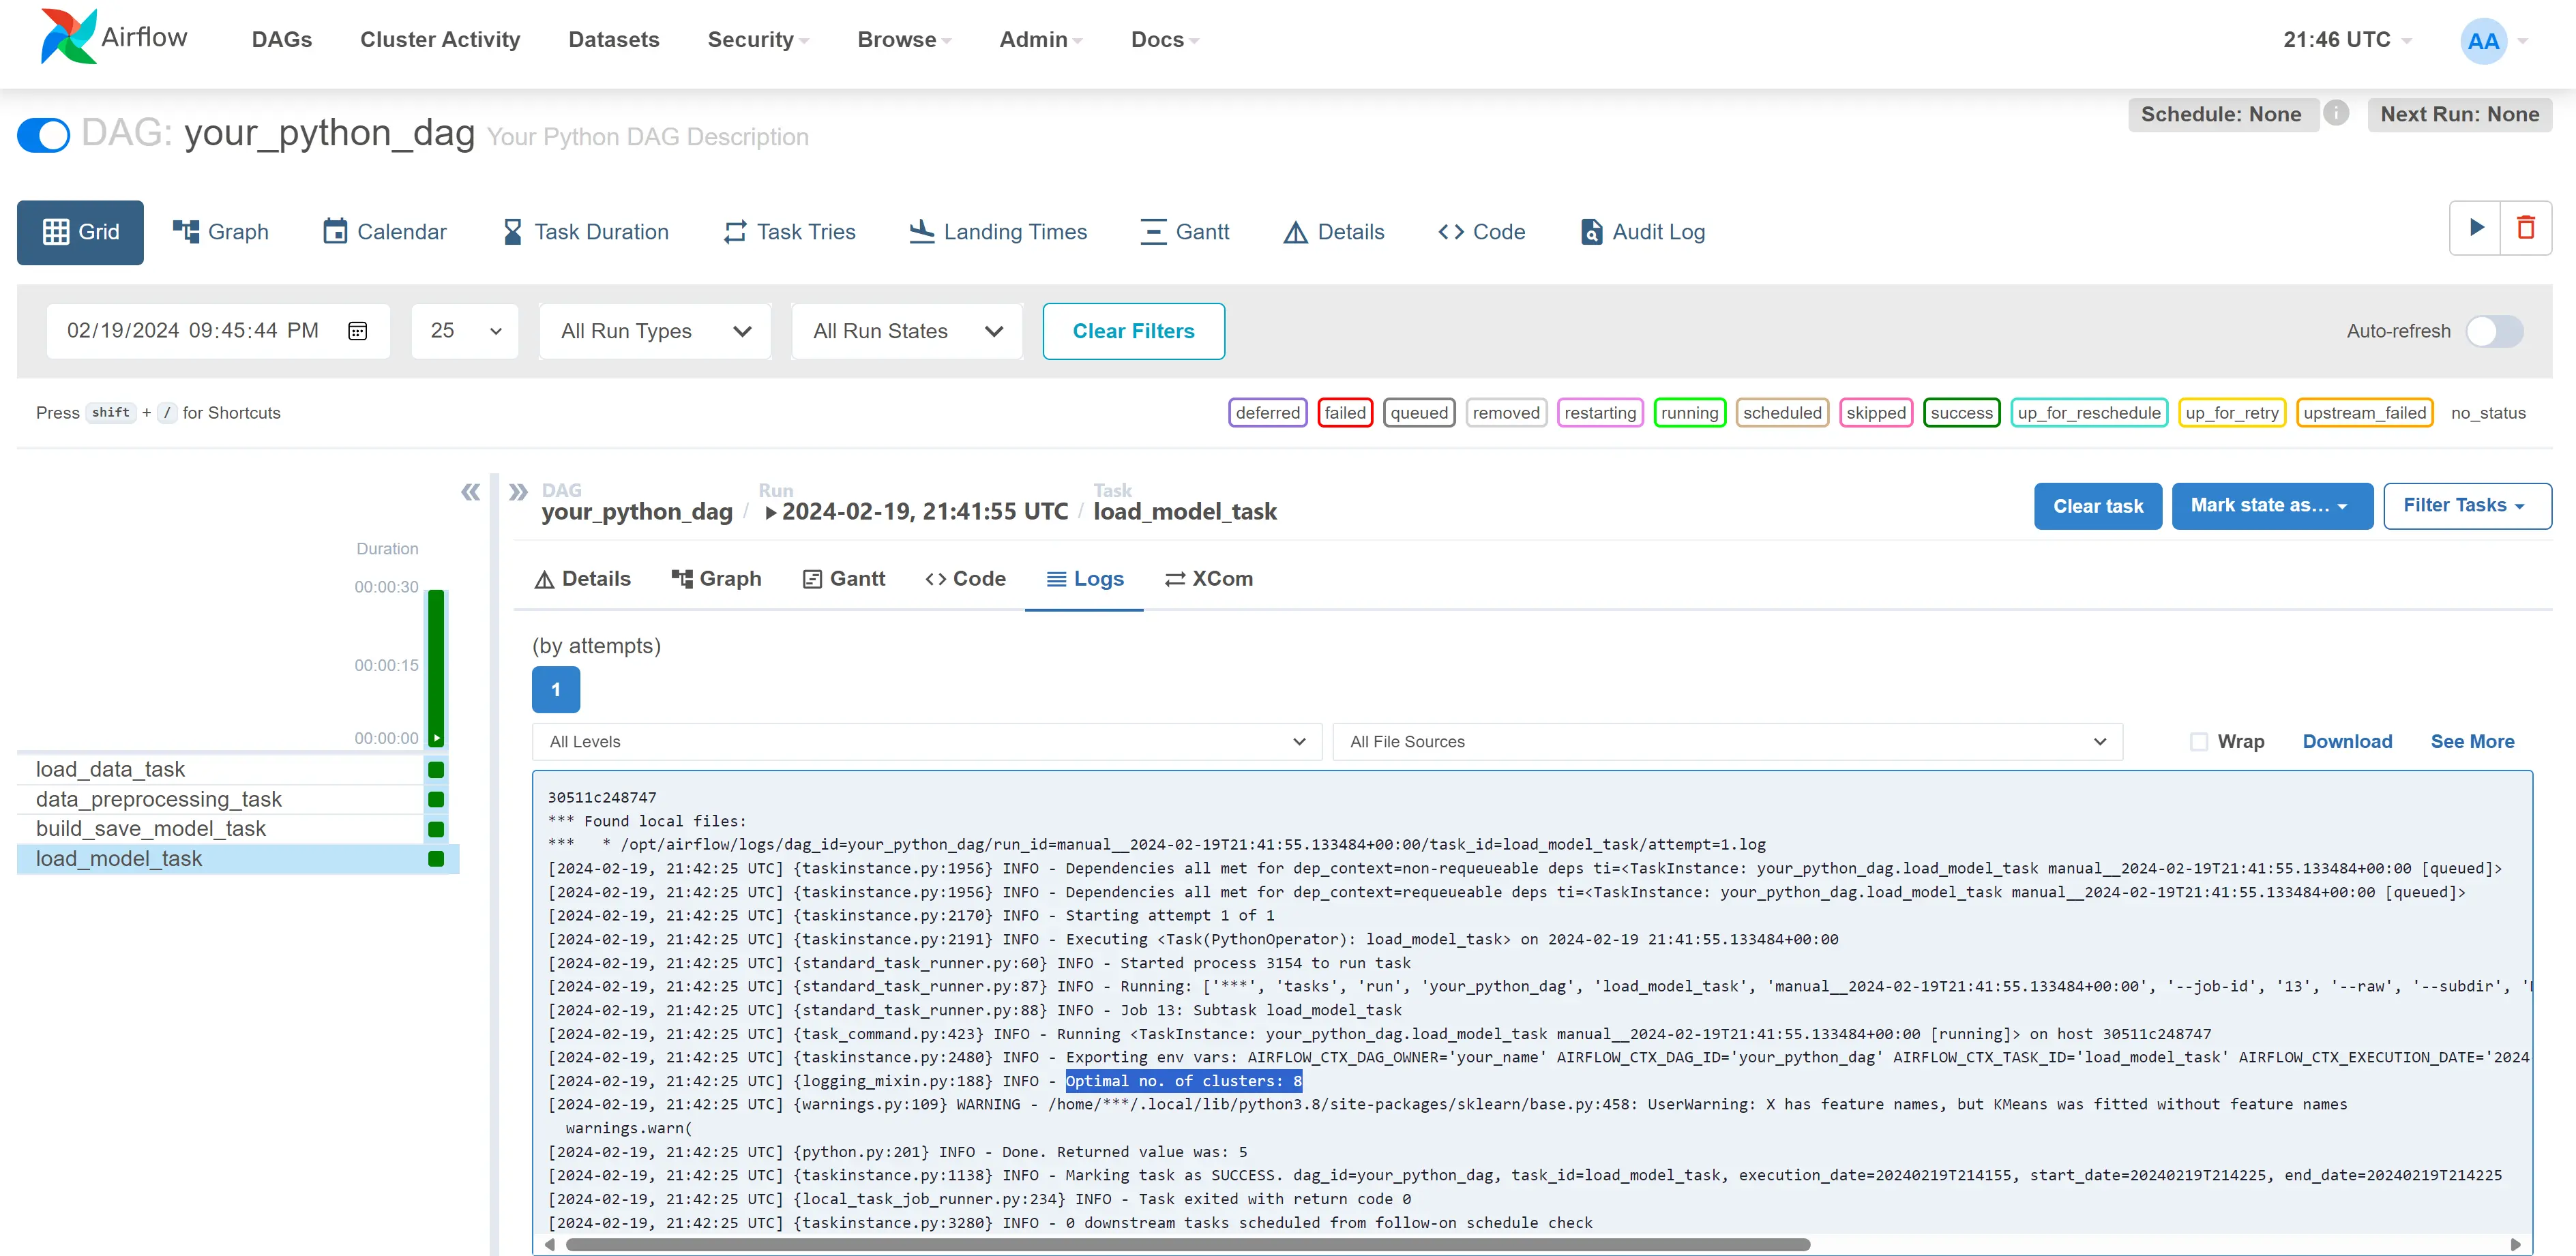 Airflow DAGs Cluster Activity Datasets Security Browse Admin Docs 21:46 UTC AA
DAG: your_python_dag Your Python DAG Description Schedule: None i Next Run: None
Grid Graph Calendar Task Duration Task Tries Landing Times Gantt Details Code Audit Log
02/19/2024 09:45:44 PM 25 All Run Types All Run States Clear Filters Auto-refresh
Press shift + / for Shortcuts deferred failed queued removed restarting running scheduled skipped success up_for_reschedule up_for_retry upstream_failed no_status
DAG Run Task
your_python_dag / 2024-02-19, 21:41:55 UTC / load_model_task Clear task Mark state as... Filter Tasks
Duration
00:00:30
00:00:15
00:00:00
load_data_task
data_preprocessing_task
build_save_model_task
load_model_task
Details Graph Gantt Code Logs XCom
(by attempts)
1
All Levels All File Sources Wrap Download See More
30511c248747
*** Found local files:
***   * /opt/airflow/logs/dag_id=your_python_dag/run_id=manual__2024-02-19T21:41:55.133484+00:00/task_id=load_model_task/attempt=1.log
[2024-02-19, 21:42:25 UTC] {taskinstance.py:1956} INFO - Dependencies all met for dep_context=non-requeueable deps ti=<TaskInstance: your_python_dag.load_model_task manual__2024-02-19T21:41:55.133484+00:00 [queued]>
[2024-02-19, 21:42:25 UTC] {taskinstance.py:1956} INFO - Dependencies all met for dep_context=requeueable deps ti=<TaskInstance: your_python_dag.load_model_task manual__2024-02-19T21:41:55.133484+00:00 [queued]>
[2024-02-19, 21:42:25 UTC] {taskinstance.py:2170} INFO - Starting attempt 1 of 1
[2024-02-19, 21:42:25 UTC] {taskinstance.py:2191} INFO - Executing <Task(PythonOperator): load_model_task> on 2024-02-19 21:41:55.133484+00:00
[2024-02-19, 21:42:25 UTC] {standard_task_runner.py:60} INFO - Started process 3154 to run task
[2024-02-19, 21:42:25 UTC] {standard_task_runner.py:87} INFO - Running: ['***', 'tasks', 'run', 'your_python_dag', 'load_model_task', 'manual__2024-02-19T21:41:55.133484+00:00', '--job-id', '13', '--raw', '--subdir', '
[2024-02-19, 21:42:25 UTC] {standard_task_runner.py:88} INFO - Job 13: Subtask load_model_task
[2024-02-19, 21:42:25 UTC] {task_command.py:423} INFO - Running <TaskInstance: your_python_dag.load_model_task manual__2024-02-19T21:41:55.133484+00:00 [running]> on host 30511c248747
[2024-02-19, 21:42:25 UTC] {taskinstance.py:2480} INFO - Exporting env vars: AIRFLOW_CTX_DAG_OWNER='your_name' AIRFLOW_CTX_DAG_ID='your_python_dag' AIRFLOW_CTX_TASK_ID='load_model_task' AIRFLOW_CTX_EXECUTION_DATE='2024
[2024-02-19, 21:42:25 UTC] {logging_mixin.py:188} INFO - Optimal no. of clusters: 8
[2024-02-19, 21:42:25 UTC] {warnings.py:109} WARNING - /home/***/.local/lib/python3.8/site-packages/sklearn/base.py:458: UserWarning: X has feature names, but KMeans was fitted without feature names
warnings.warn(
[2024-02-19, 21:42:25 UTC] {python.py:201} INFO - Done. Returned value was: 5
[2024-02-19, 21:42:25 UTC] {taskinstance.py:1138} INFO - Marking task as SUCCESS. dag_id=your_python_dag, task_id=load_model_task, execution_date=20240219T214155, start_date=20240219T214225, end_date=20240219T214225
[2024-02-19, 21:42:25 UTC] {local_task_job_runner.py:234} INFO - Task exited with return code 0
[2024-02-19, 21:42:25 UTC] {taskinstance.py:3280} INFO - 0 downstream tasks scheduled from follow-on schedule check